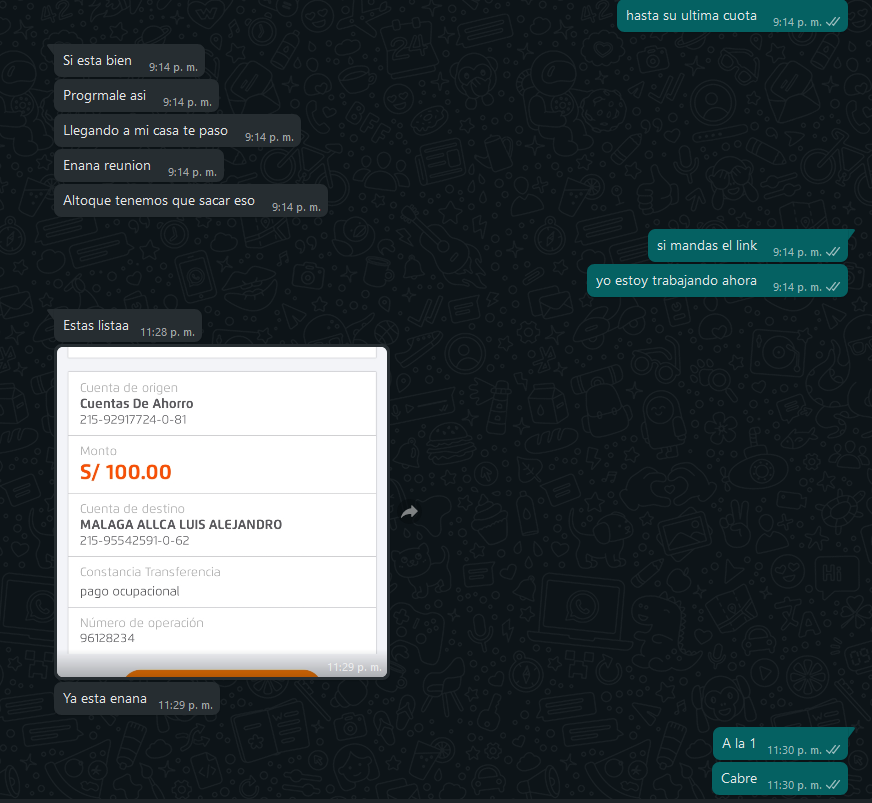 hasta su ultima cuota 9:14 p. m.
Si esta bien 9:14 p. m.
Progrmale asi 9:14 p. m.
Llegando a mi casa te paso 9:14 p. m.
Enana reunion 9:14 p. m.
Altoque tenemos que sacar eso 9:14 p. m.
si mandas el link 9:14 p. m.
yo estoy trabajando ahora 9:14 p. m.
Estas listaa 11:28 p. m.
Cuenta de origen
Cuentas De Ahorro
215-92917724-0-81
Monto
S/ 100.00
Cuenta de destino
MALAGA ALLCA LUIS ALEJANDRO
215-95542591-0-62
Constancia Transferencia
pago ocupacional
Número de operación
96128234
11:29 p. m.
Ya esta enana 11:29 p. m.
A la 1 11:30 p. m.
Cabre 11:30 p. m.